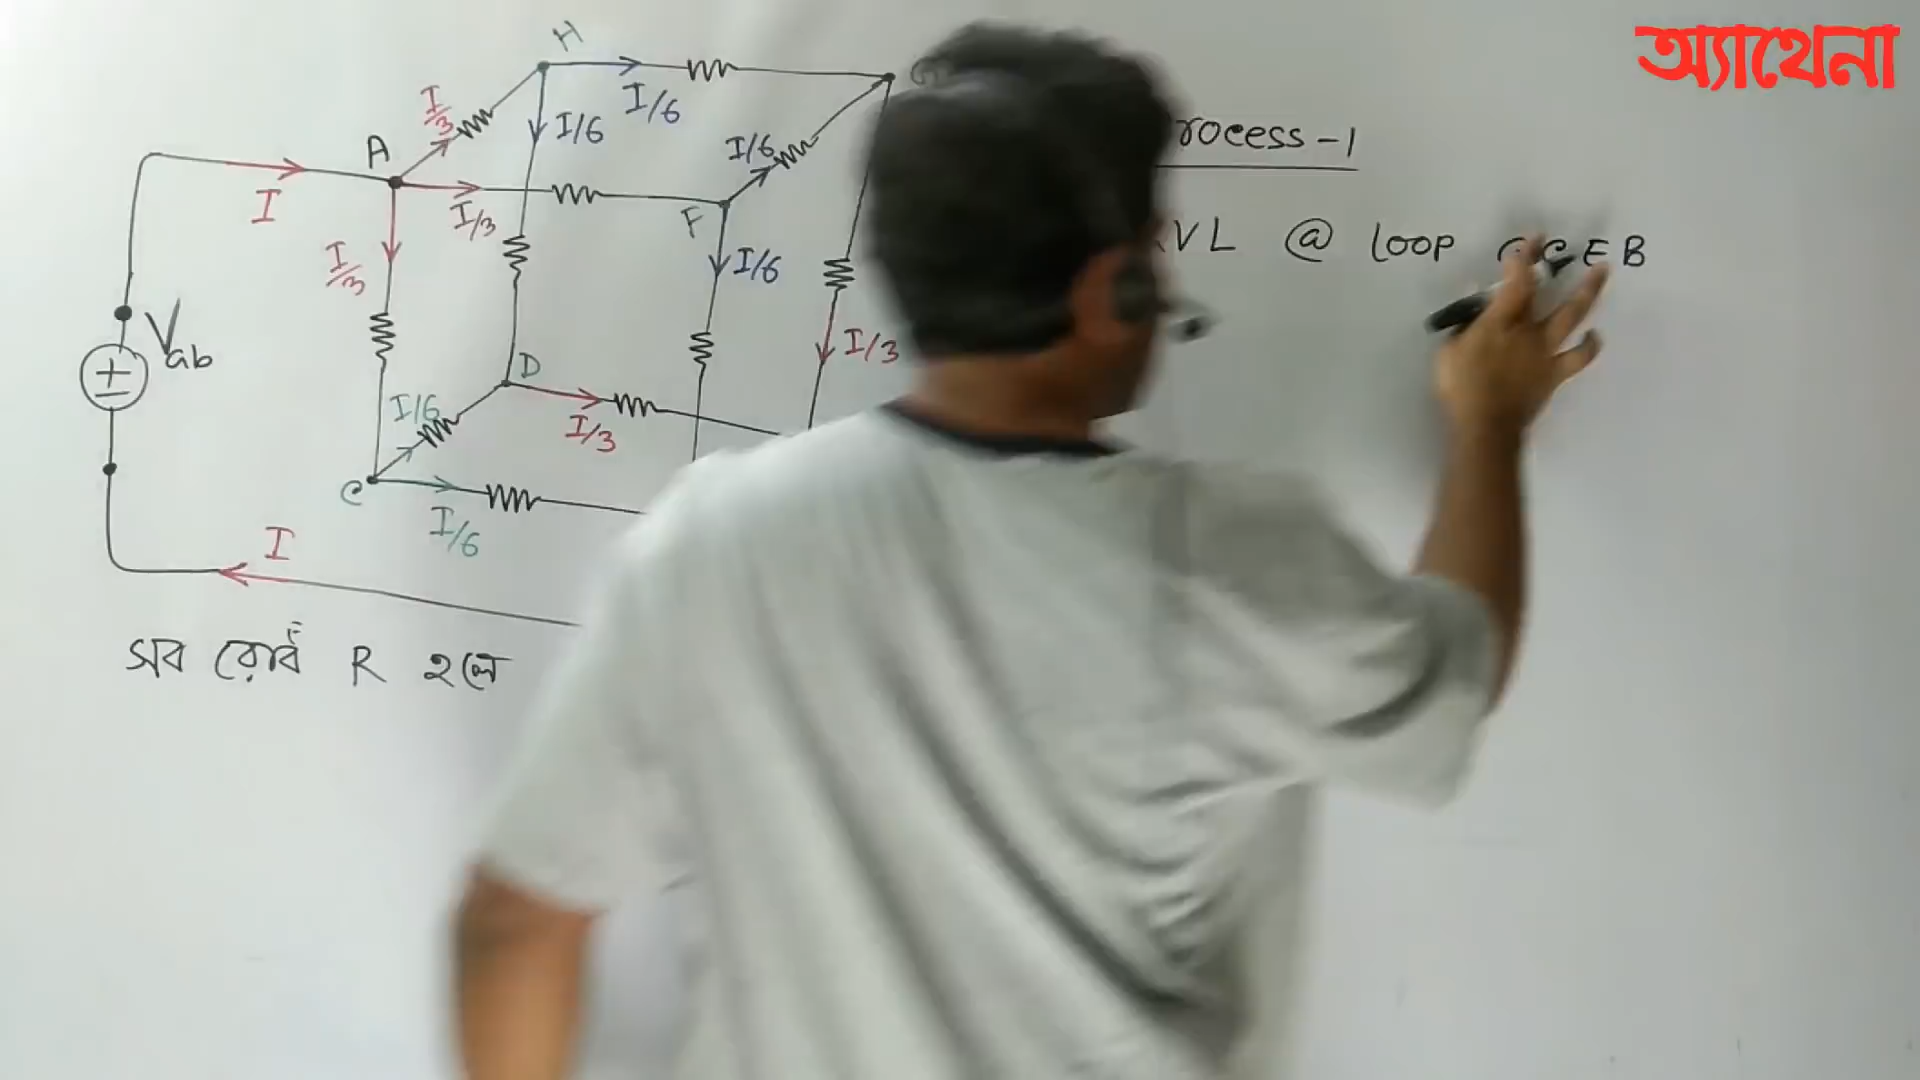 অ্যাথেনা
H
I/3
I/6
I/6
A
I/6
rocess-1
I
I/3
F
VL @ Loop
E B
I/3
I/6
Vab
I/3
D
I/6
I/3
C
I/6
I
সব রোধ R হলে